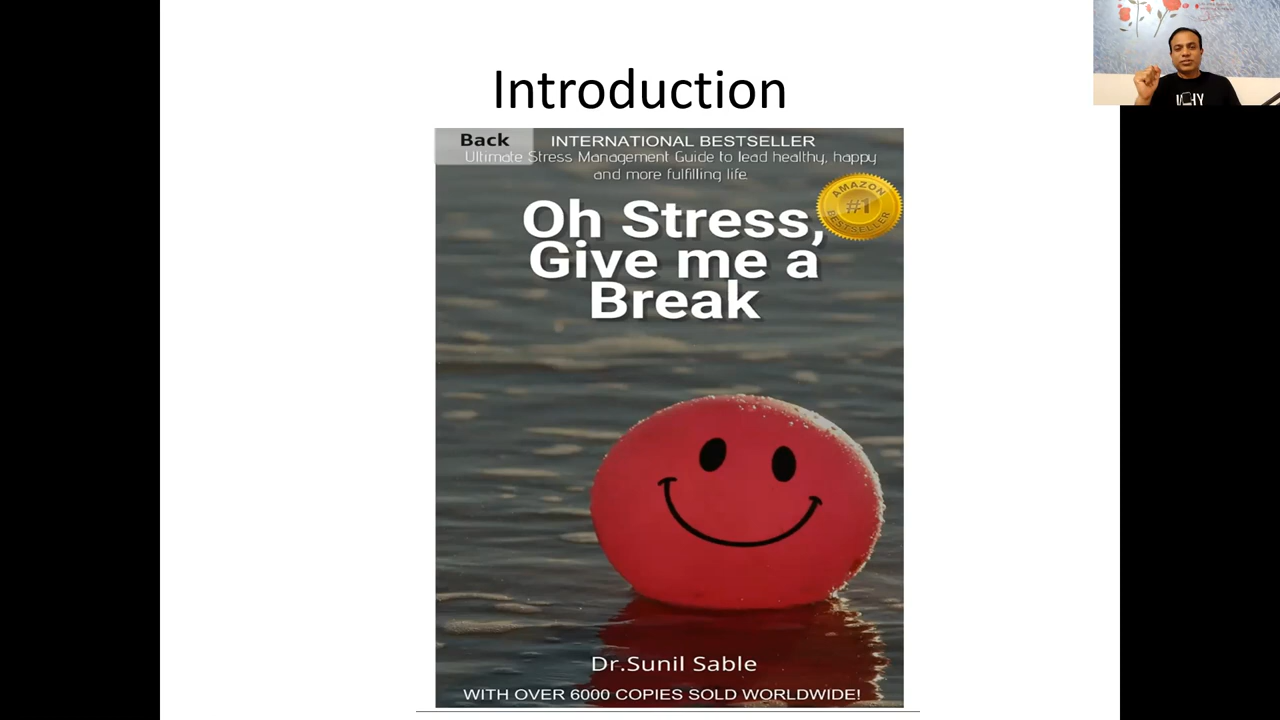 Introduction
Back
INTERNATIONAL BESTSELLER
Ultimate Stress Management Guide to lead healthy, happy
and more fulfilling life
AMAZON
#1
BESTSELLER
Oh Stress,
Give me a
Break
Dr.Sunil Sable
WITH OVER 6000 COPIES SOLD WORLDWIDE!